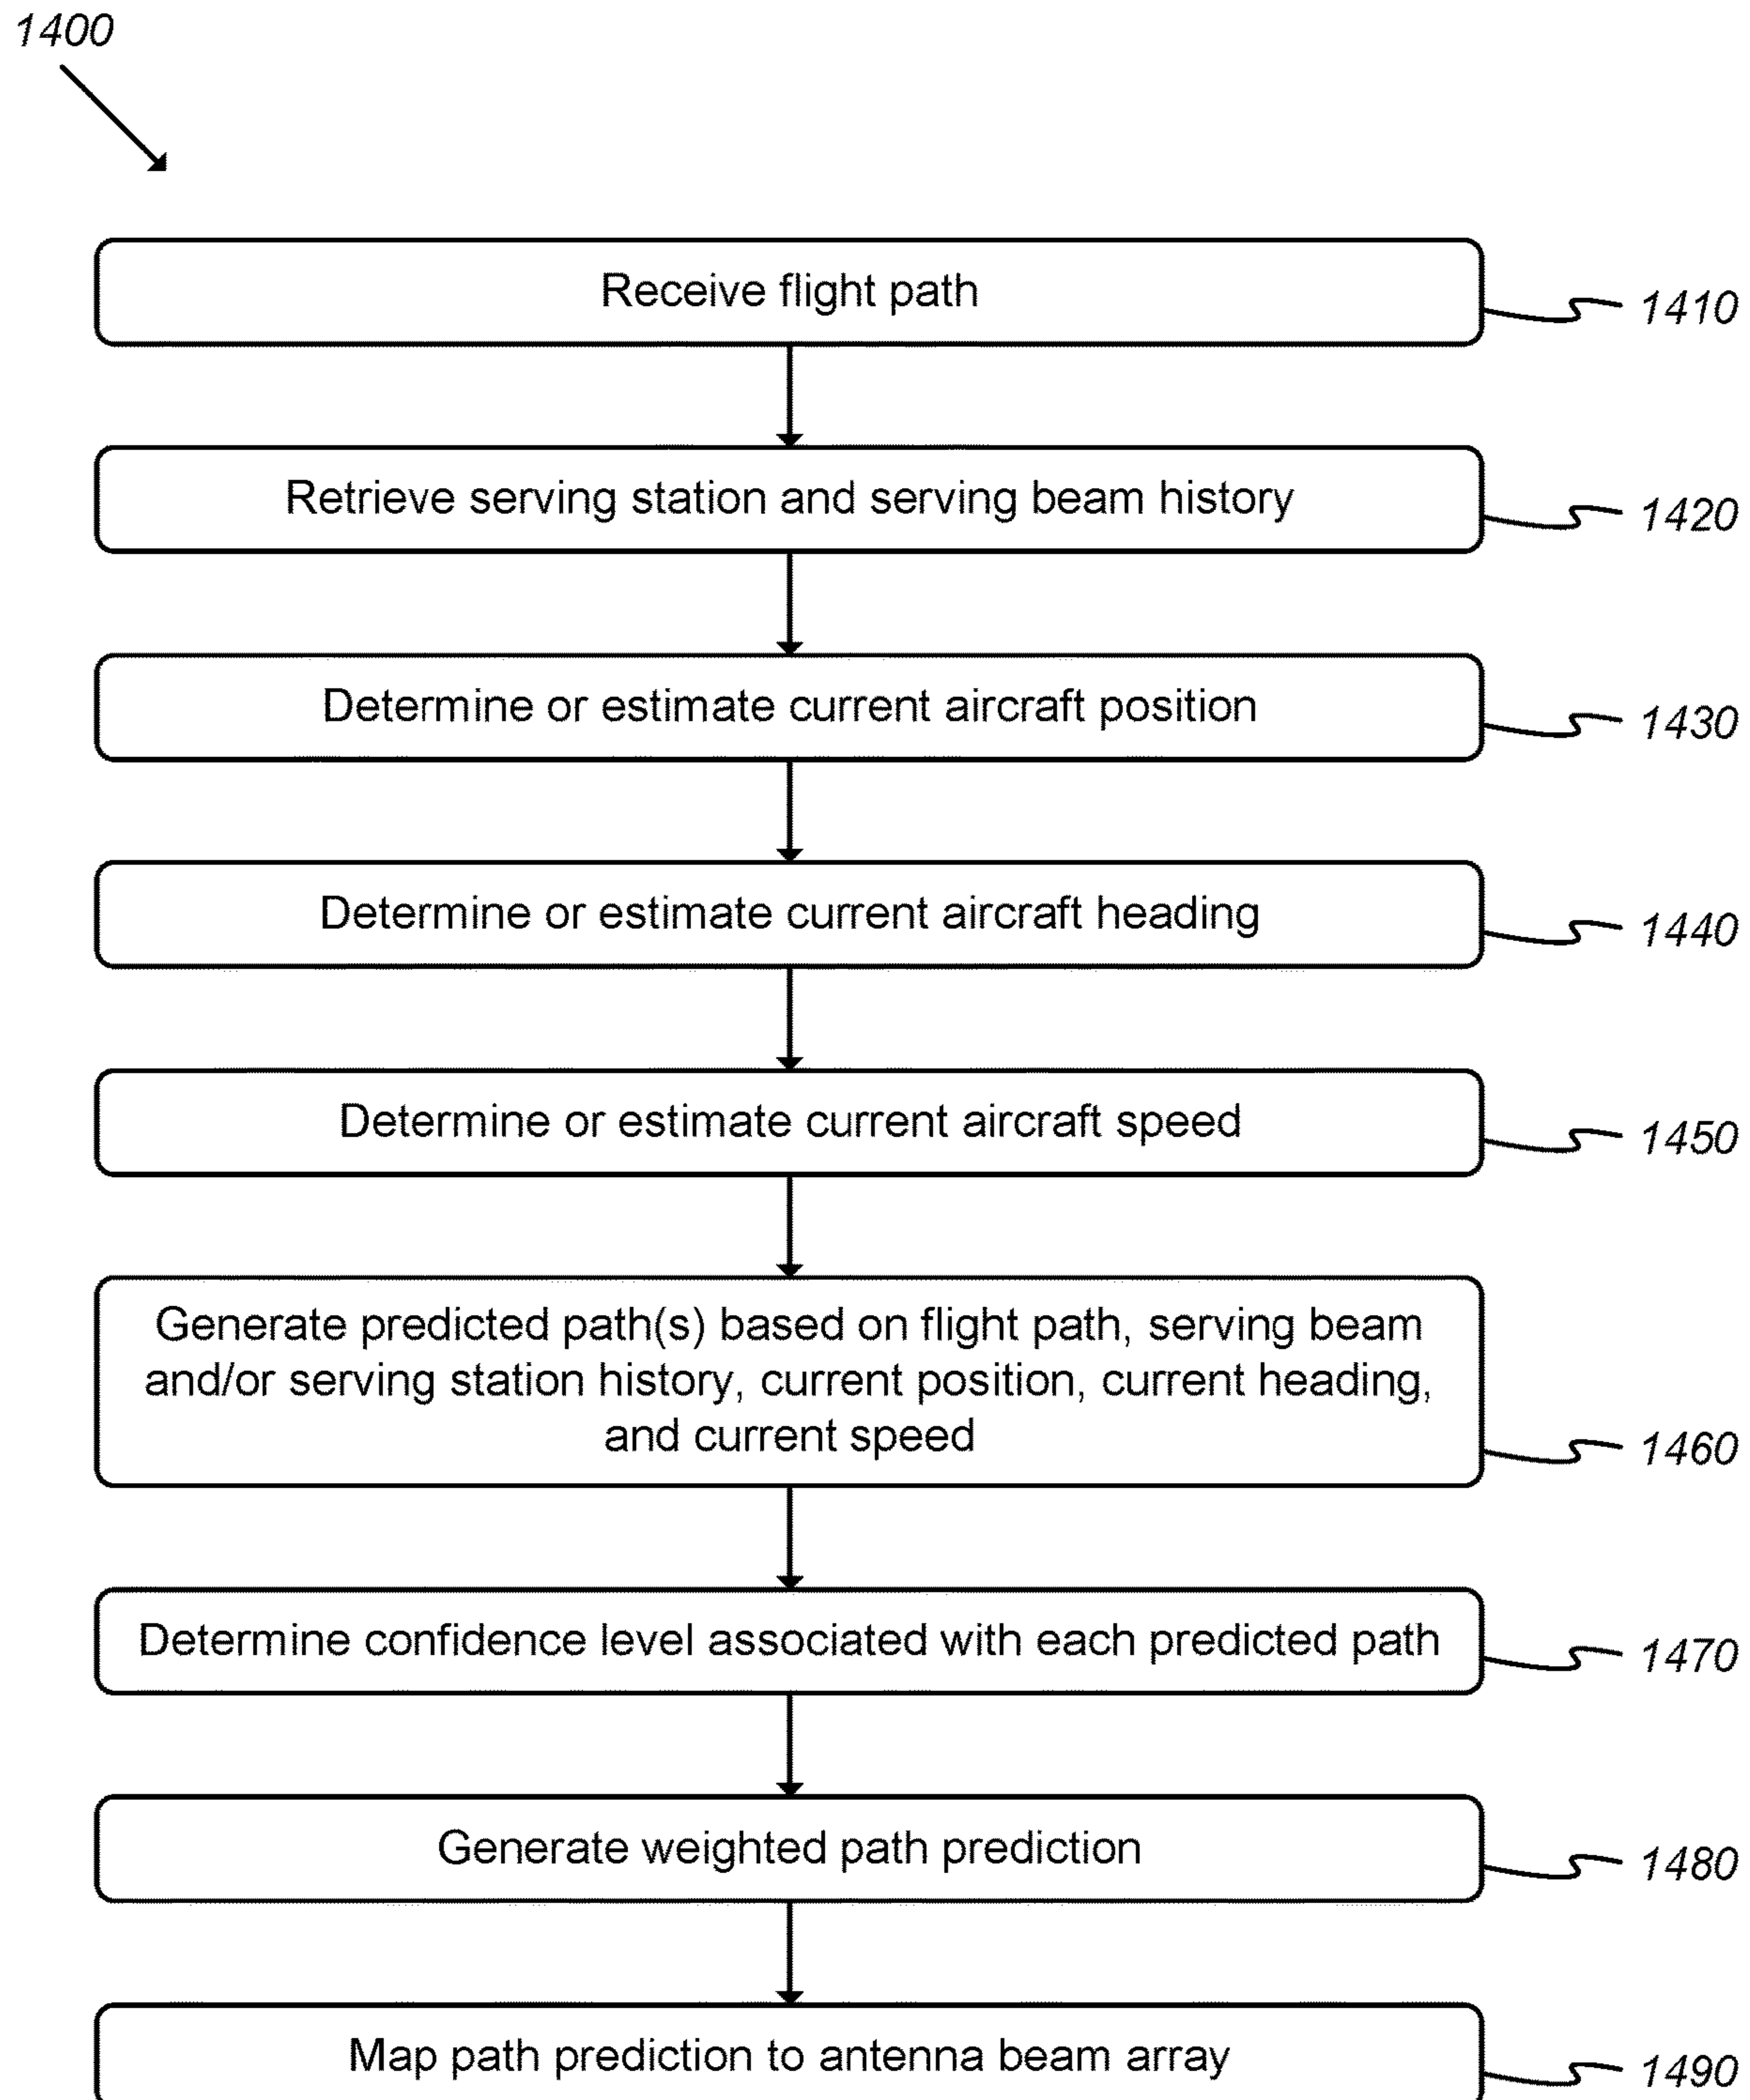 1400
Receive flight path
1410
Retrieve serving station and serving beam history
1420
Determine or estimate current aircraft position
1430
Determine or estimate current aircraft heading
1440
Determine or estimate current aircraft speed
1450
Generate predicted path(s) based on flight path, serving beam
and/or serving station history, current position, current heading,
and current speed
1460
Determine confidence level associated with each predicted path
1470
Generate weighted path prediction
1480
Map path prediction to antenna beam array
1490